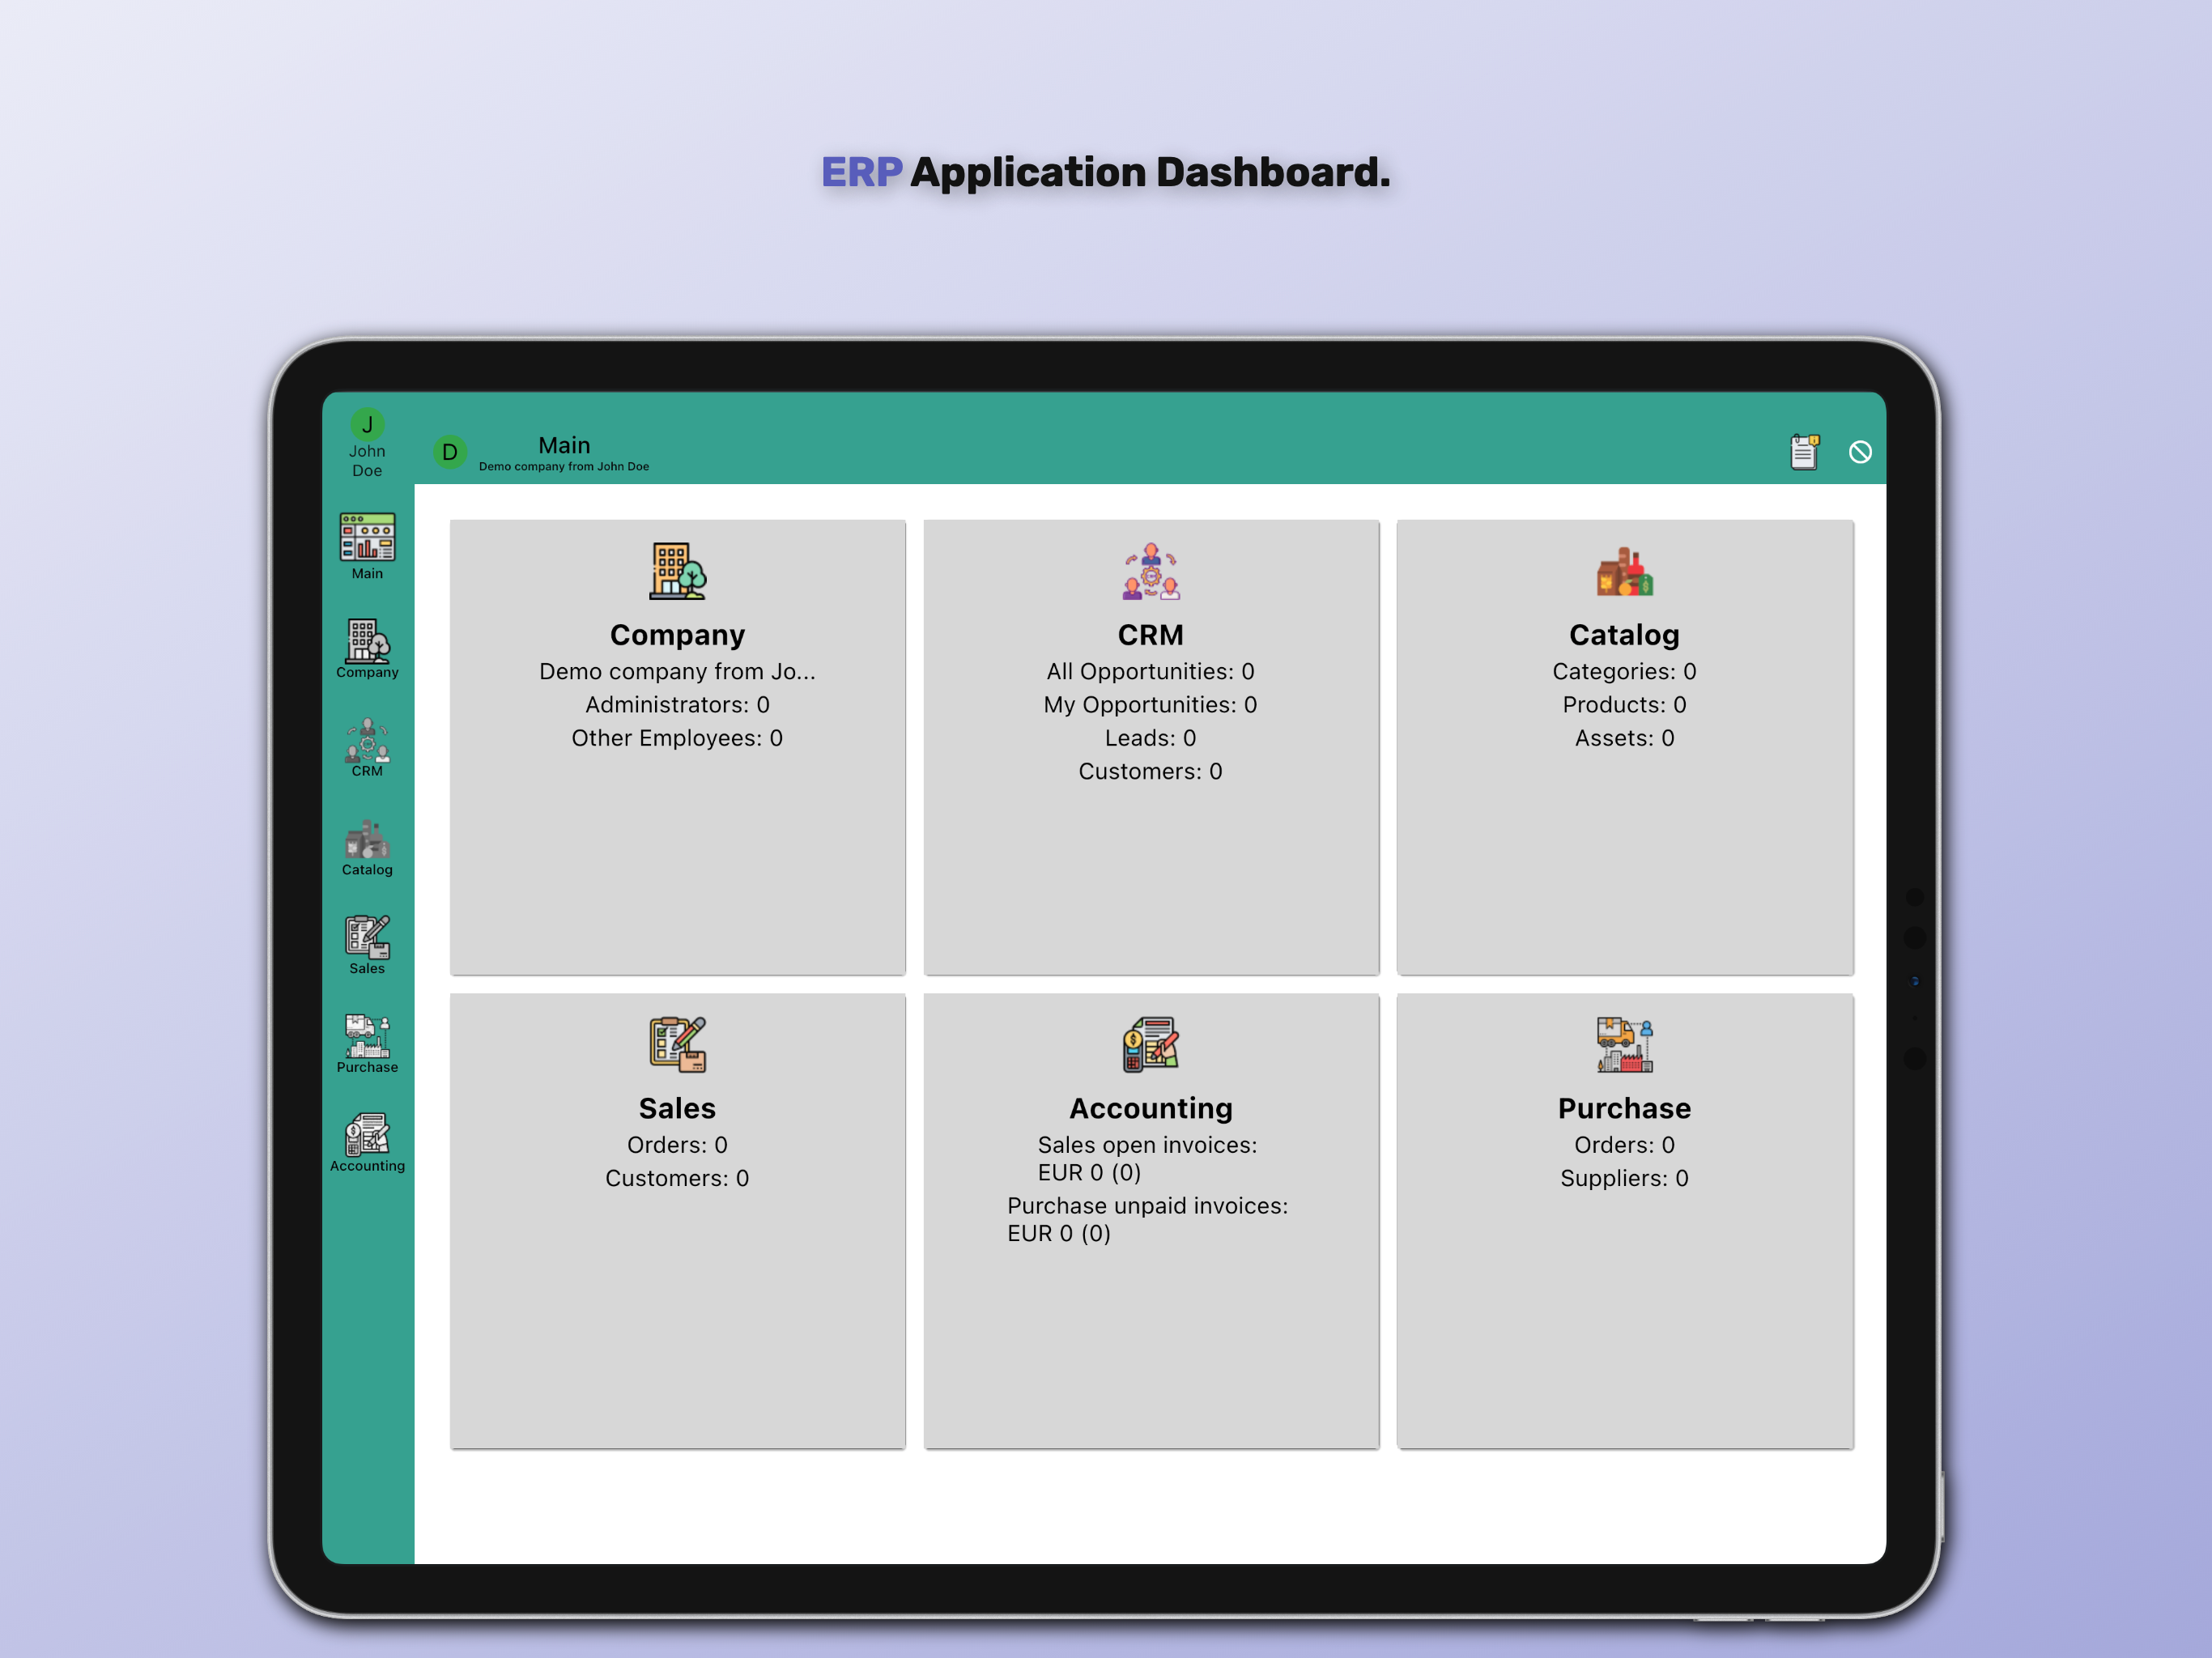 ERP Application Dashboard.
J
John
Doe
D
Main
Demo company from John Doe
Main
Company
CRM
Catalog
Sales
Purchase
Accounting
Company
Demo company from Jo...
Administrators: 0
Other Employees: 0
CRM
All Opportunities: 0
My Opportunities: 0
Leads: 0
Customers: 0
Catalog
Categories: 0
Products: 0
Assets: 0
Sales
Orders: 0
Customers: 0
Accounting
Sales open invoices:
EUR 0 (0)
Purchase unpaid invoices:
EUR 0 (0)
Purchase
Orders: 0
Suppliers: 0